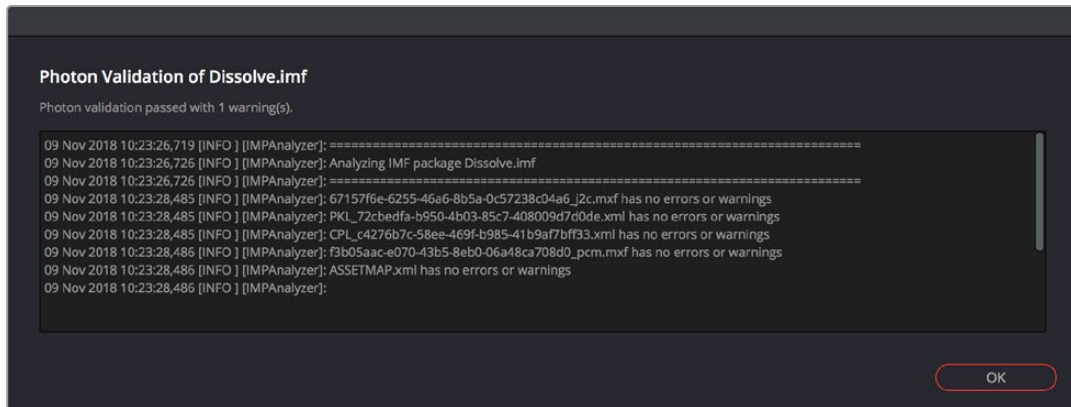 Photon Validation of Dissolve.imf
Photon validation passed with 1 warning(s).
09 Nov 2018 10:23:26,719 [INFO ] [IMPAnalyzer]: ==========================================================================
09 Nov 2018 10:23:26,726 [INFO ] [IMPAnalyzer]: Analyzing IMF package Dissolve.imf
09 Nov 2018 10:23:26,726 [INFO ] [IMPAnalyzer]: ==========================================================================
09 Nov 2018 10:23:28,485 [INFO ] [IMPAnalyzer]: 67157f6e-6255-46a6-8b5a-0c57238c04a6_j2c.mxf has no errors or warnings
09 Nov 2018 10:23:28,485 [INFO ] [IMPAnalyzer]: PKL_72cbedfa-b950-4b03-85c7-408009d7d0de.xml has no errors or warnings
09 Nov 2018 10:23:28,485 [INFO ] [IMPAnalyzer]: CPL_c4276b7c-58ee-469f-b985-41b9af7bff33.xml has no errors or warnings
09 Nov 2018 10:23:28,486 [INFO ] [IMPAnalyzer]: f3b05aac-e070-43b5-8eb0-06a48ca708d0_pcm.mxf has no errors or warnings
09 Nov 2018 10:23:28,486 [INFO ] [IMPAnalyzer]: ASSETMAP.xml has no errors or warnings
09 Nov 2018 10:23:28,486 [INFO ] [IMPAnalyzer]:
OK